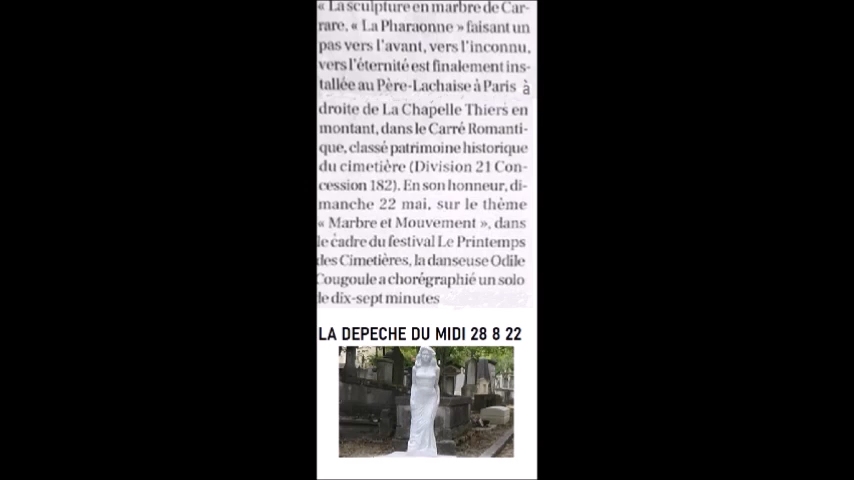 « La sculpture en marbre de Car-
rare, « La Pharaonne » faisant un
pas vers l'avant, vers l'inconnu,
vers l'éternité est finalement ins-
tallée au Père-Lachaise à Paris à
droite de La Chapelle Thiers en
montant, dans le Carré Romanti-
que, classé patrimoine historique
du cimetière (Division 21 Con-
cession 182). En son honneur, di-
manche 22 mai, sur le thème
« Marbre et Mouvement », dans
le cadre du festival Le Printemps
des Cimetières, la danseuse Odile
Cougoule a chorégraphié un solo
de dix-sept minutes
LA DEPECHE DU MIDI 28 8 22